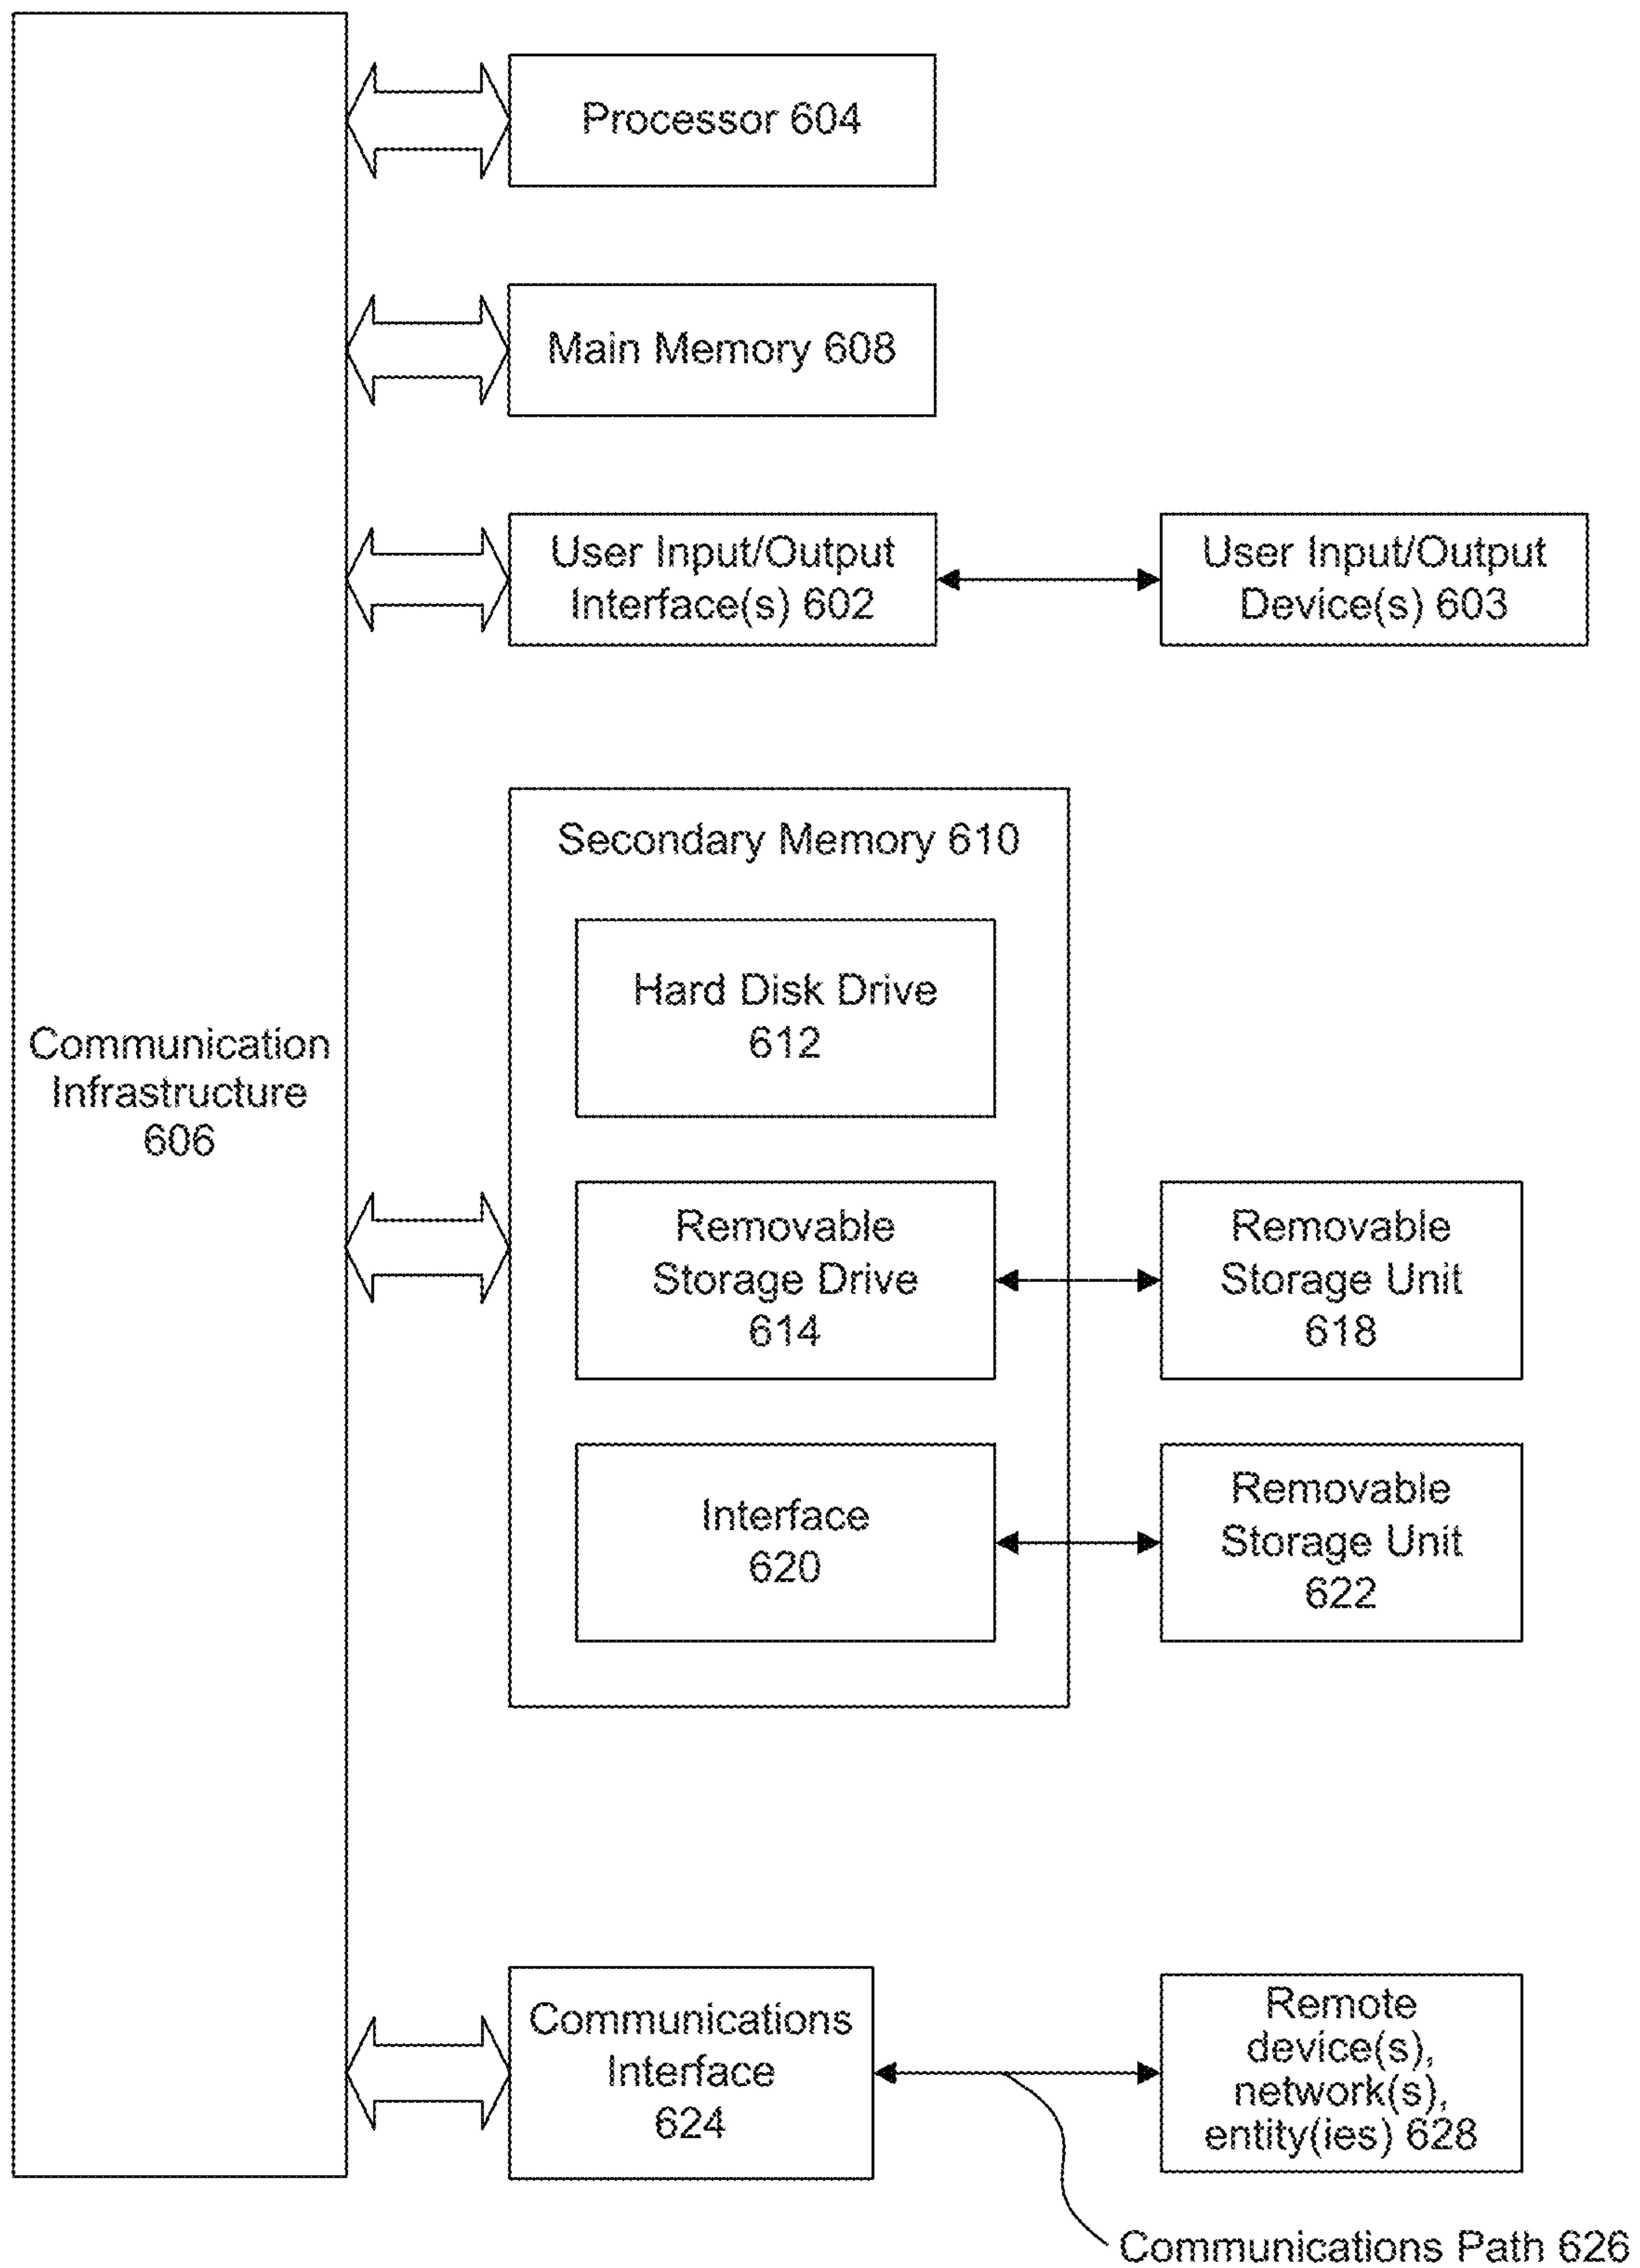 Processor 604
Main Memory 608
User Input/Output
Interface(s) 602
User Input/Output
Device(s) 603
Secondary Memory 610
Hard Disk Drive
612
Communication
Infrastructure
606
Removable
Storage Drive
614
Removable
Storage Unit
618
Interface
620
Removable
Storage Unit
622
Communications
Interface
624
Remote
device(s),
network(s),
entity(ies) 628
Communications Path 626